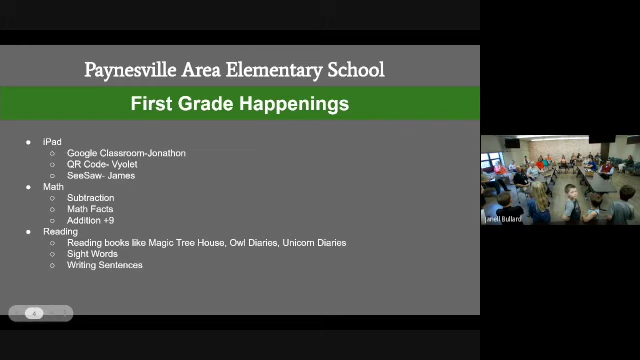 Paynesville Area Elementary School
First Grade Happenings
iPad
Google Classroom-Jonathon
QR Code- Vyolet
SeeSaw- James
Math
Subtraction
Math Facts
Addition +9
Reading
Reading books like Magic Tree House, Owl Diaries, Unicorn Diaries
Sight Words
Writing Sentences
Janell Bullard